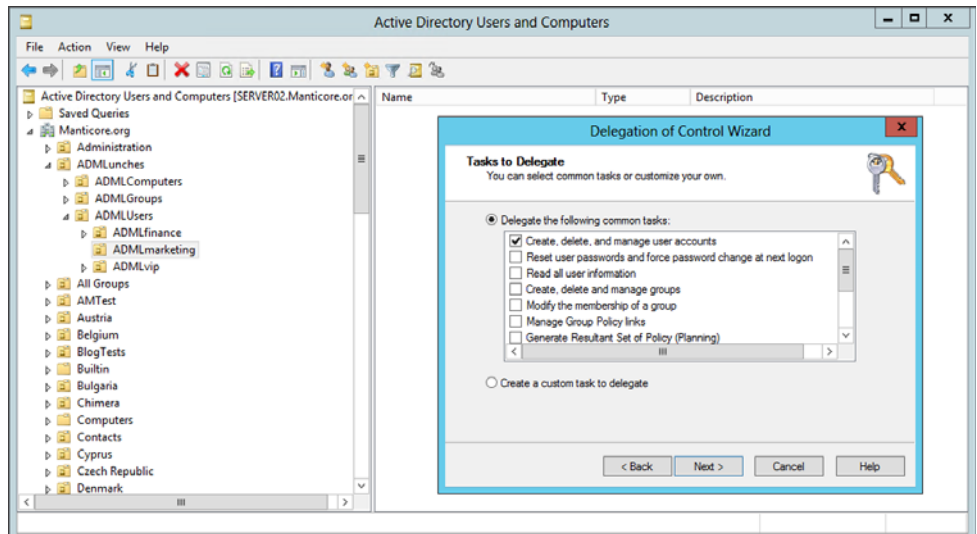 Active Directory Users and Computers
File Action View Help
Active Directory Users and Computers [SERVER02.Manticore.or
Saved Queries
Manticore.org
Administration
ADMLunches
ADMLComputers
ADMLGroups
ADMLUsers
ADMLfinance
ADMLmarketing
ADMLvip
All Groups
AMTest
Austria
Belgium
BlogTests
Builtin
Bulgaria
Chimera
Computers
Contacts
Cyprus
Czech Republic
Denmark
Name Type Description
Delegation of Control Wizard
Tasks to Delegate
You can select common tasks or customize your own.
Delegate the following common tasks:
Create, delete, and manage user accounts
Reset user passwords and force password change at next logon
Read all user information
Create, delete and manage groups
Modify the membership of a group
Manage Group Policy links
Generate Resultant Set of Policy (Planning)
Create a custom task to delegate
< Back Next > Cancel Help